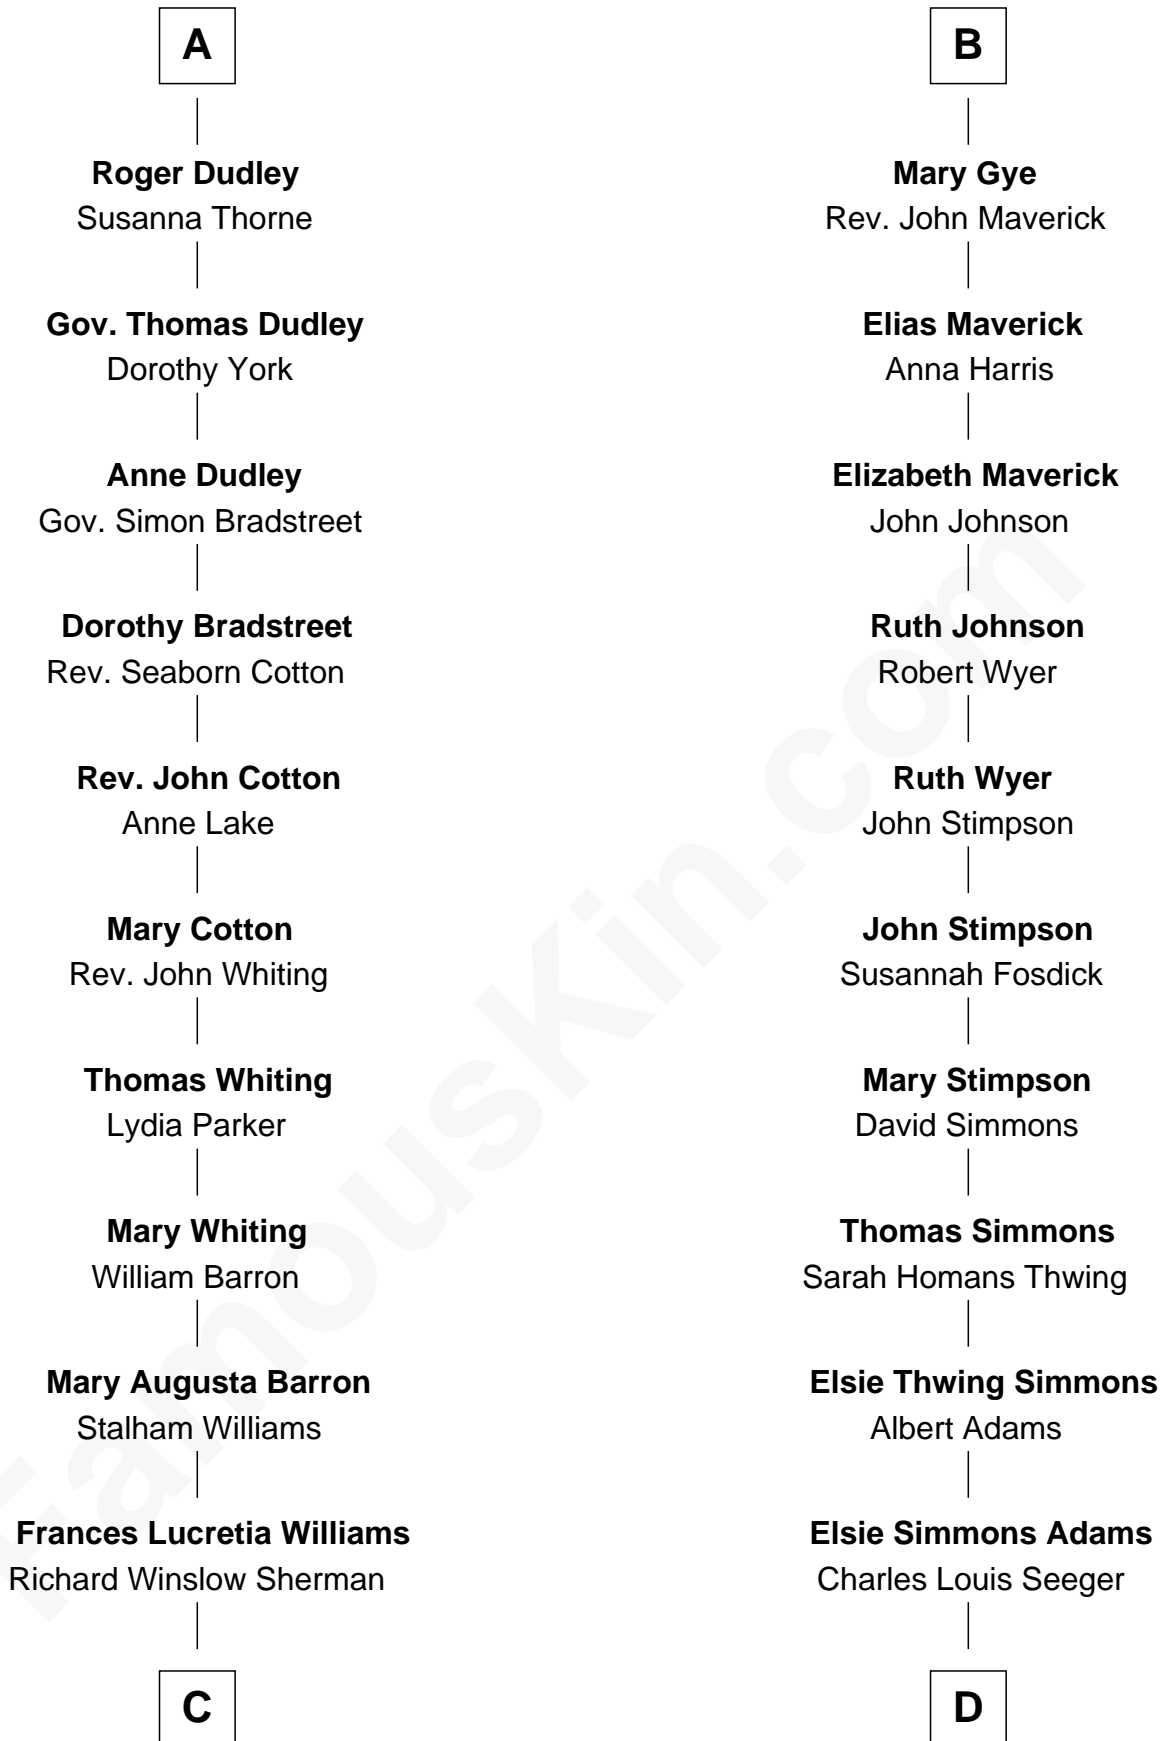 A
Roger Dudley
Susanna Thorne
Gov. Thomas Dudley
Dorothy York
Anne Dudley
Gov. Simon Bradstreet
Dorothy Bradstreet
Rev. Seaborn Cotton
Rev. John Cotton
Anne Lake
Mary Cotton
Rev. John Whiting
Thomas Whiting
Lydia Parker
Mary Whiting
William Barron
Mary Augusta Barron
Stalham Williams
Frances Lucretia Williams
Richard Winslow Sherman
C
B
Mary Gye
Rev. John Maverick
Elias Maverick
Anna Harris
Elizabeth Maverick
John Johnson
Ruth Johnson
Robert Wyer
Ruth Wyer
John Stimpson
John Stimpson
Susannah Fosdick
Mary Stimpson
David Simmons
Thomas Simmons
Sarah Homans Thwing
Elsie Thwing Simmons
Albert Adams
Elsie Simmons Adams
Charles Louis Seeger
D
FamousKin.com